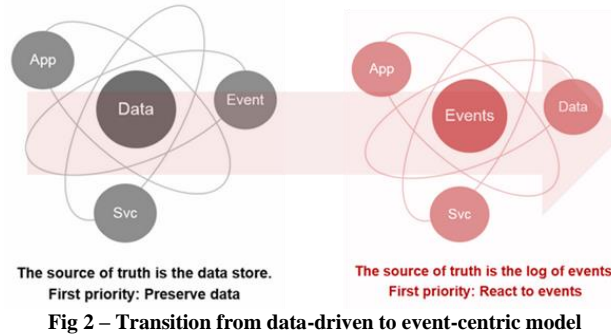 App
Data
Event
Svc
The source of truth is the data store.
First priority: Preserve data
App
Events
Data
Svc
The source of truth is the log of events
First priority: React to events
Fig 2 – Transition from data-driven to event-centric model